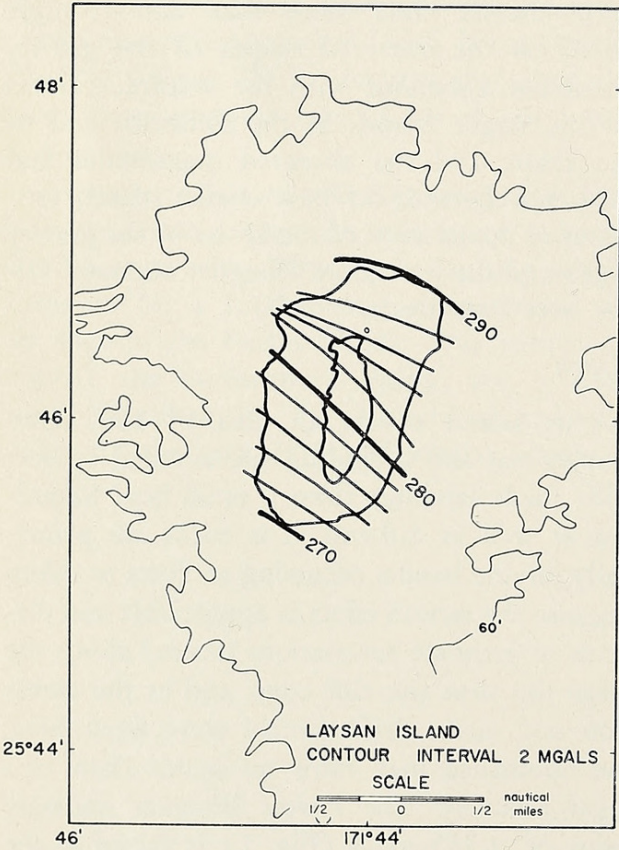 48'
290
46'
280
270
60'
25°44'
LAYSAN ISLAND
CONTOUR INTERVAL 2 MGALS
SCALE
1/2 0 1/2 nautical miles
46' 171°44'